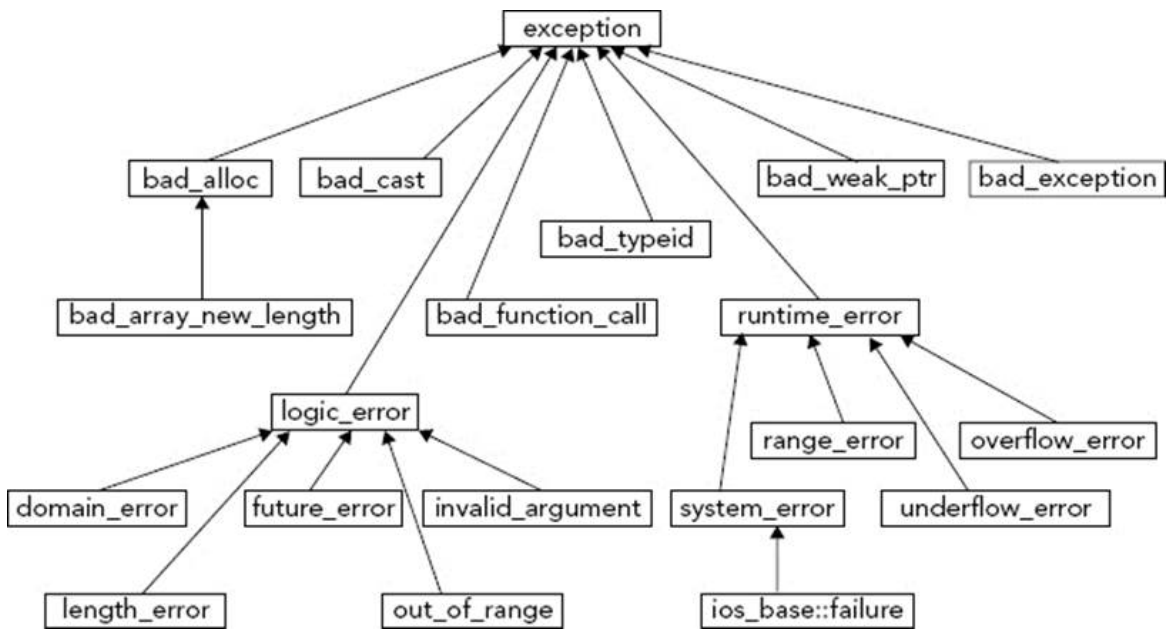 exception
bad_alloc
bad_cast
bad_weak_ptr
bad_exception
bad_typeid
bad_array_new_length
bad_function_call
runtime_error
logic_error
range_error
overflow_error
domain_error
future_error
invalid_argument
system_error
underflow_error
length_error
out_of_range
ios_base::failure